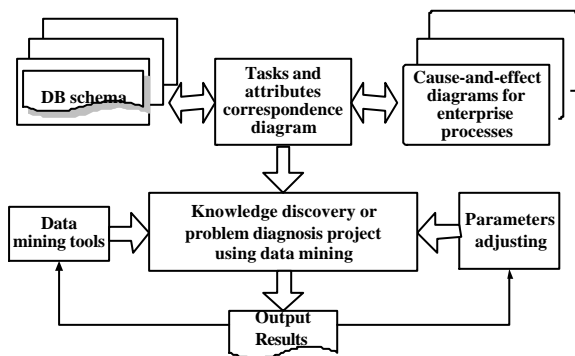 DB schema
Tasks and
attributes
correspondence
diagram
Cause-and-effect
diagrams for
enterprise
processes
Data
mining tools
Knowledge discovery or
problem diagnosis project
using data mining
Parameters
adjusting
Output
Results